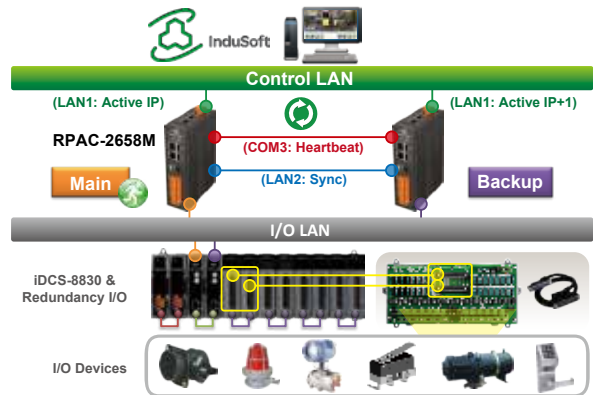 InduSoft
Control LAN
(LAN1: Active IP)
(LAN1: Active IP+1)
RPAC-2658M
(COM3: Heartbeat)
(LAN2: Sync)
Main
Backup
I/O LAN
iDCS-8830 &
Redundancy I/O
I/O Devices